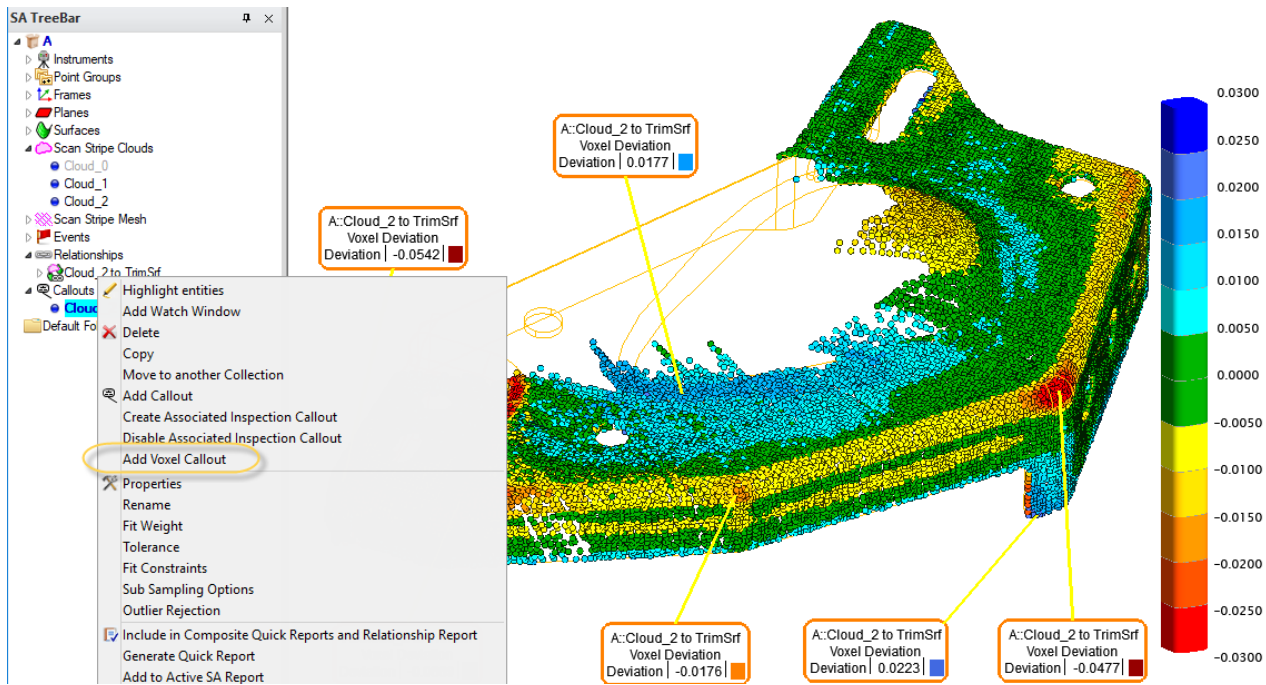 SA TreeBar
A
Instruments
Point Groups
Frames
Planes
Surfaces
Scan Stripe Clouds
Cloud_0
Cloud_1
Cloud_2
Scan Stripe Mesh
Events
Relationships
Cloud_2 to TrimSrf
Callouts
Cloud
Default Fo
Highlight entities
Add Watch Window
Delete
Copy
Move to another Collection
Add Callout
Create Associated Inspection Callout
Disable Associated Inspection Callout
Add Voxel Callout
Properties
Rename
Fit Weight
Tolerance
Fit Constraints
Sub Sampling Options
Outlier Rejection
Include in Composite Quick Reports and Relationship Report
Generate Quick Report
Add to Active SA Report
A::Cloud_2 to TrimSrf
Voxel Deviation
Deviation -0.0542
A::Cloud_2 to TrimSrf
Voxel Deviation
Deviation 0.0177
A::Cloud_2 to TrimSrf
Voxel Deviation
Deviation -0.0176
A::Cloud_2 to TrimSrf
Voxel Deviation
Deviation 0.0223
A::Cloud_2 to TrimSrf
Voxel Deviation
Deviation -0.0477
0.0300
0.0250
0.0200
0.0150
0.0100
0.0050
0.0000
-0.0050
-0.0100
-0.0150
-0.0200
-0.0250
-0.0300